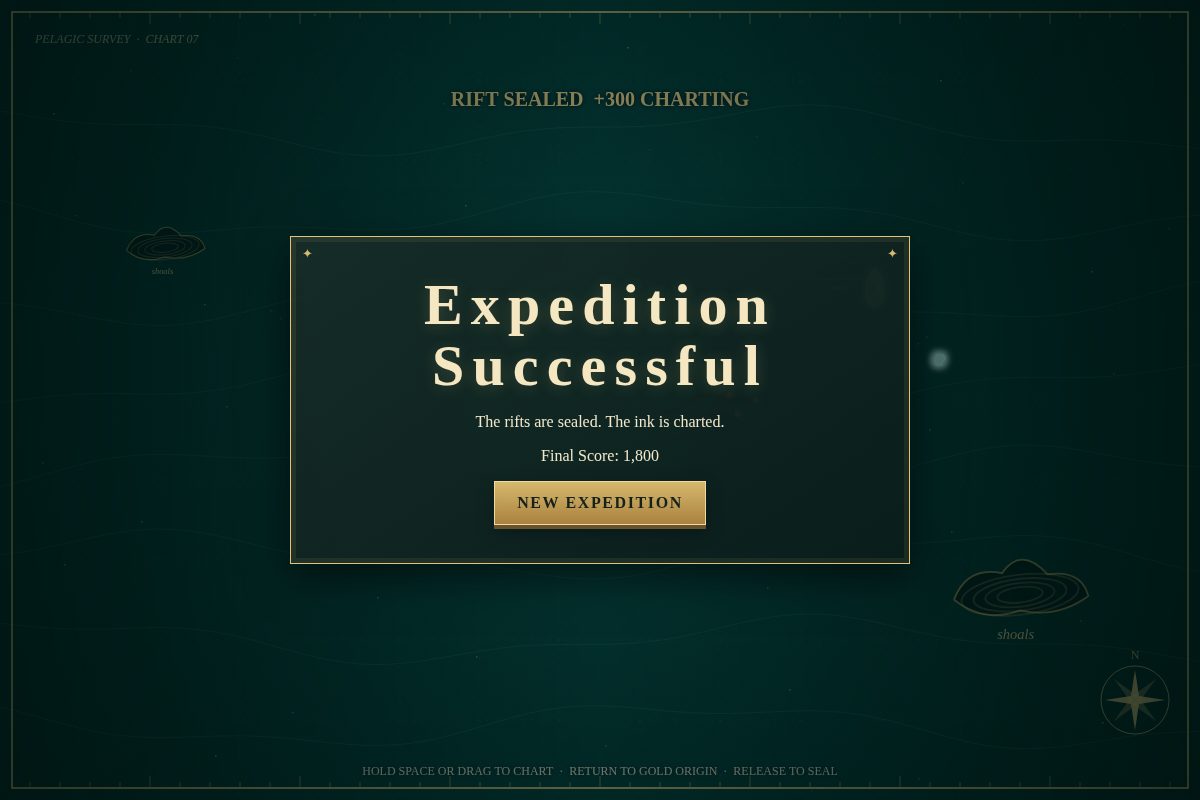 PELAGIC SURVEY · CHART 07
RIFT SEALED +300 CHARTING
shoals
Expedition
Successful
The rifts are sealed. The ink is charted.
Final Score: 1,800
NEW EXPEDITION
shoals
N
HOLD SPACE OR DRAG TO CHART · RETURN TO GOLD ORIGIN · RELEASE TO SEAL